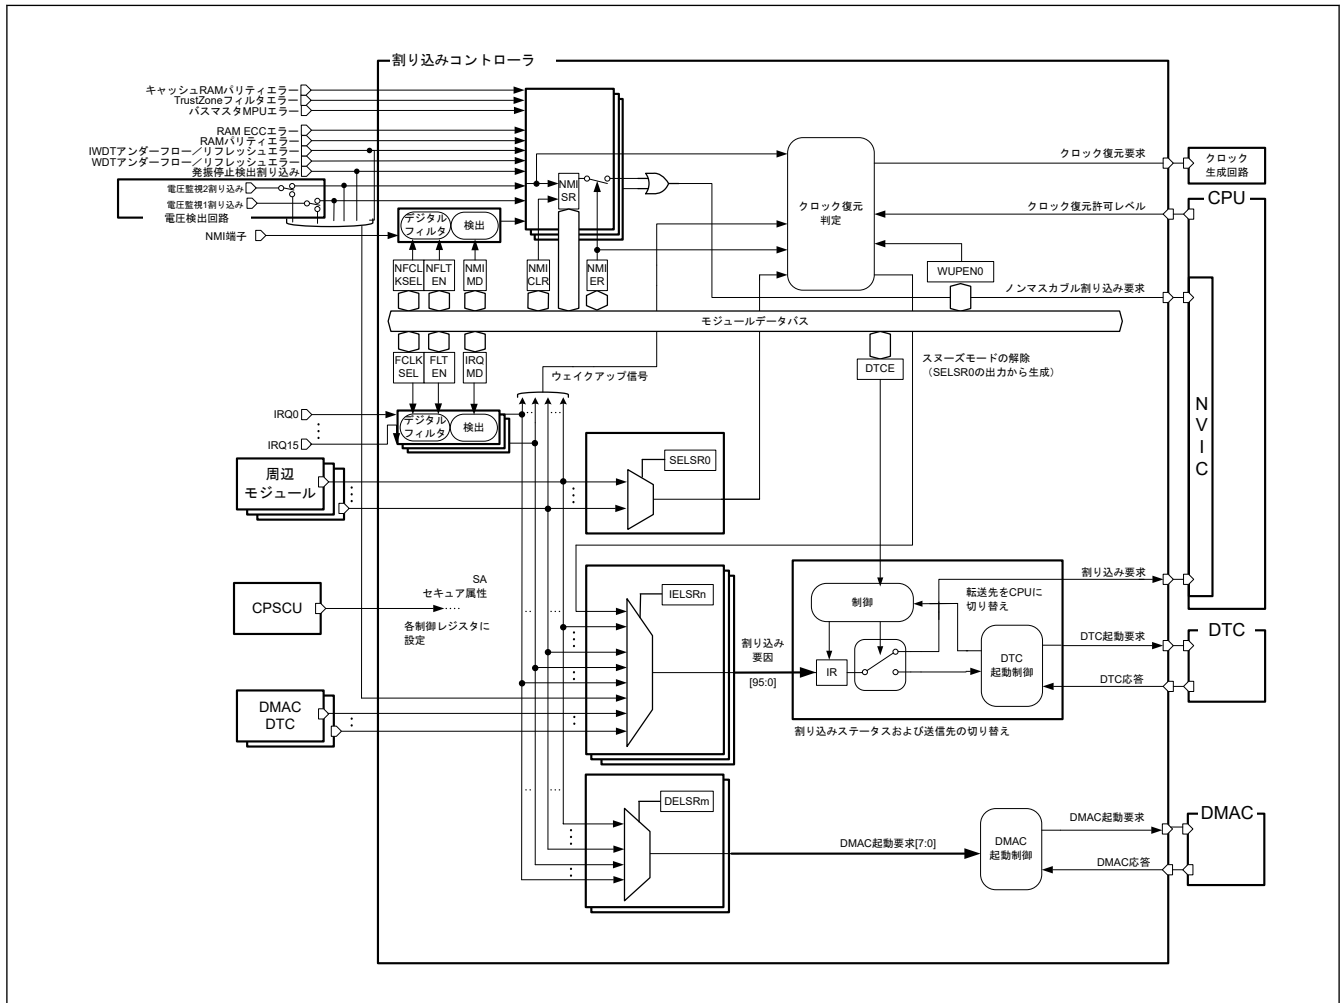 割り込みコントローラ
キャッシュRAMパリティエラー
TrustZoneフィルタエラー
バスマスタMPUエラー
RAM ECCエラー
RAMパリティエラー
IWDTアンダーフロー／リフレッシュエラー
WDTアンダーフロー／リフレッシュエラー
発振停止検出割り込み
電圧監視2割り込み
電圧監視1割り込み
電圧検出回路
NMI端子
デジタル
フィルタ
検出
NMI
SR
NFCL
KSEL
NFLT
EN
NMI
MD
NMI
CLR
NMI
ER
クロック復元
判定
クロック復元要求
クロック
生成回路
クロック復元許可レベル
CPU
WUPEN0
ノンマスカブル割り込み要求
モジュールデータバス
FCLK
SEL
FLT
EN
IRQ
MD
ウェイクアップ信号
DTCE
スヌーズモードの解除
（SELSR0の出力から生成）
NVIC
IRQ0
IRQ15
デジタル
フィルタ
検出
周辺
モジュール
SELSR0
CPSCU
SA
セキュア属性
各制御レジスタに
設定
IELSRn
割り込み
要因
[95:0]
制御
転送先をCPUに
切り替え
IR
DTC
起動制御
割り込み要求
DTC起動要求
DTC応答
DTC
割り込みステータスおよび送信先の切り替え
DMAC
DTC
DELSRm
DMAC起動要求[7:0]
DMAC
起動制御
DMAC起動要求
DMAC応答
DMAC